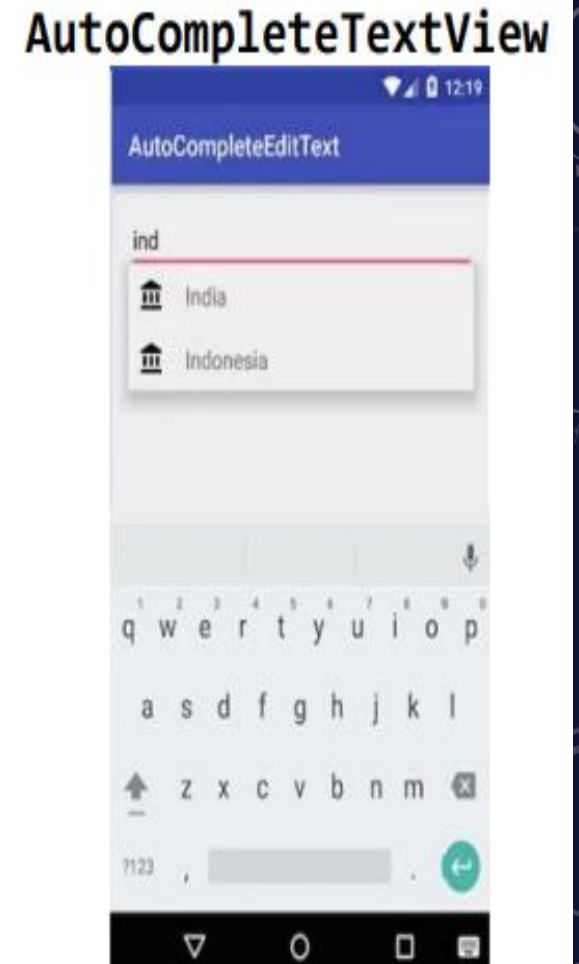 AutoCompleteTextView
12:19
AutoCompleteEditText
ind
India
Indonesia
1 2 3 4 5 6 7 8 9 0
q w e r t y u i o p
a s d f g h j k l
z x c v b n m
?123 , .